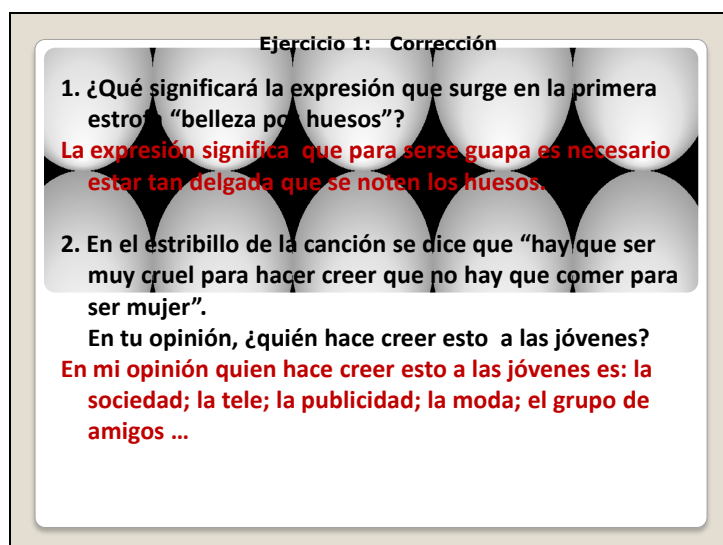 Ejercicio 1: Corrección
1. ¿Qué significará la expresión que surge en la primera
estrofa “belleza por huesos”?
La expresión significa que para serse guapa es necesario
estar tan delgada que se noten los huesos.
2. En el estribillo de la canción se dice que “hay que ser
muy cruel para hacer creer que no hay que comer para
ser mujer”.
En tu opinión, ¿quién hace creer esto a las jóvenes?
En mi opinión quien hace creer esto a las jóvenes es: la
sociedad; la tele; la publicidad; la moda; el grupo de
amigos …